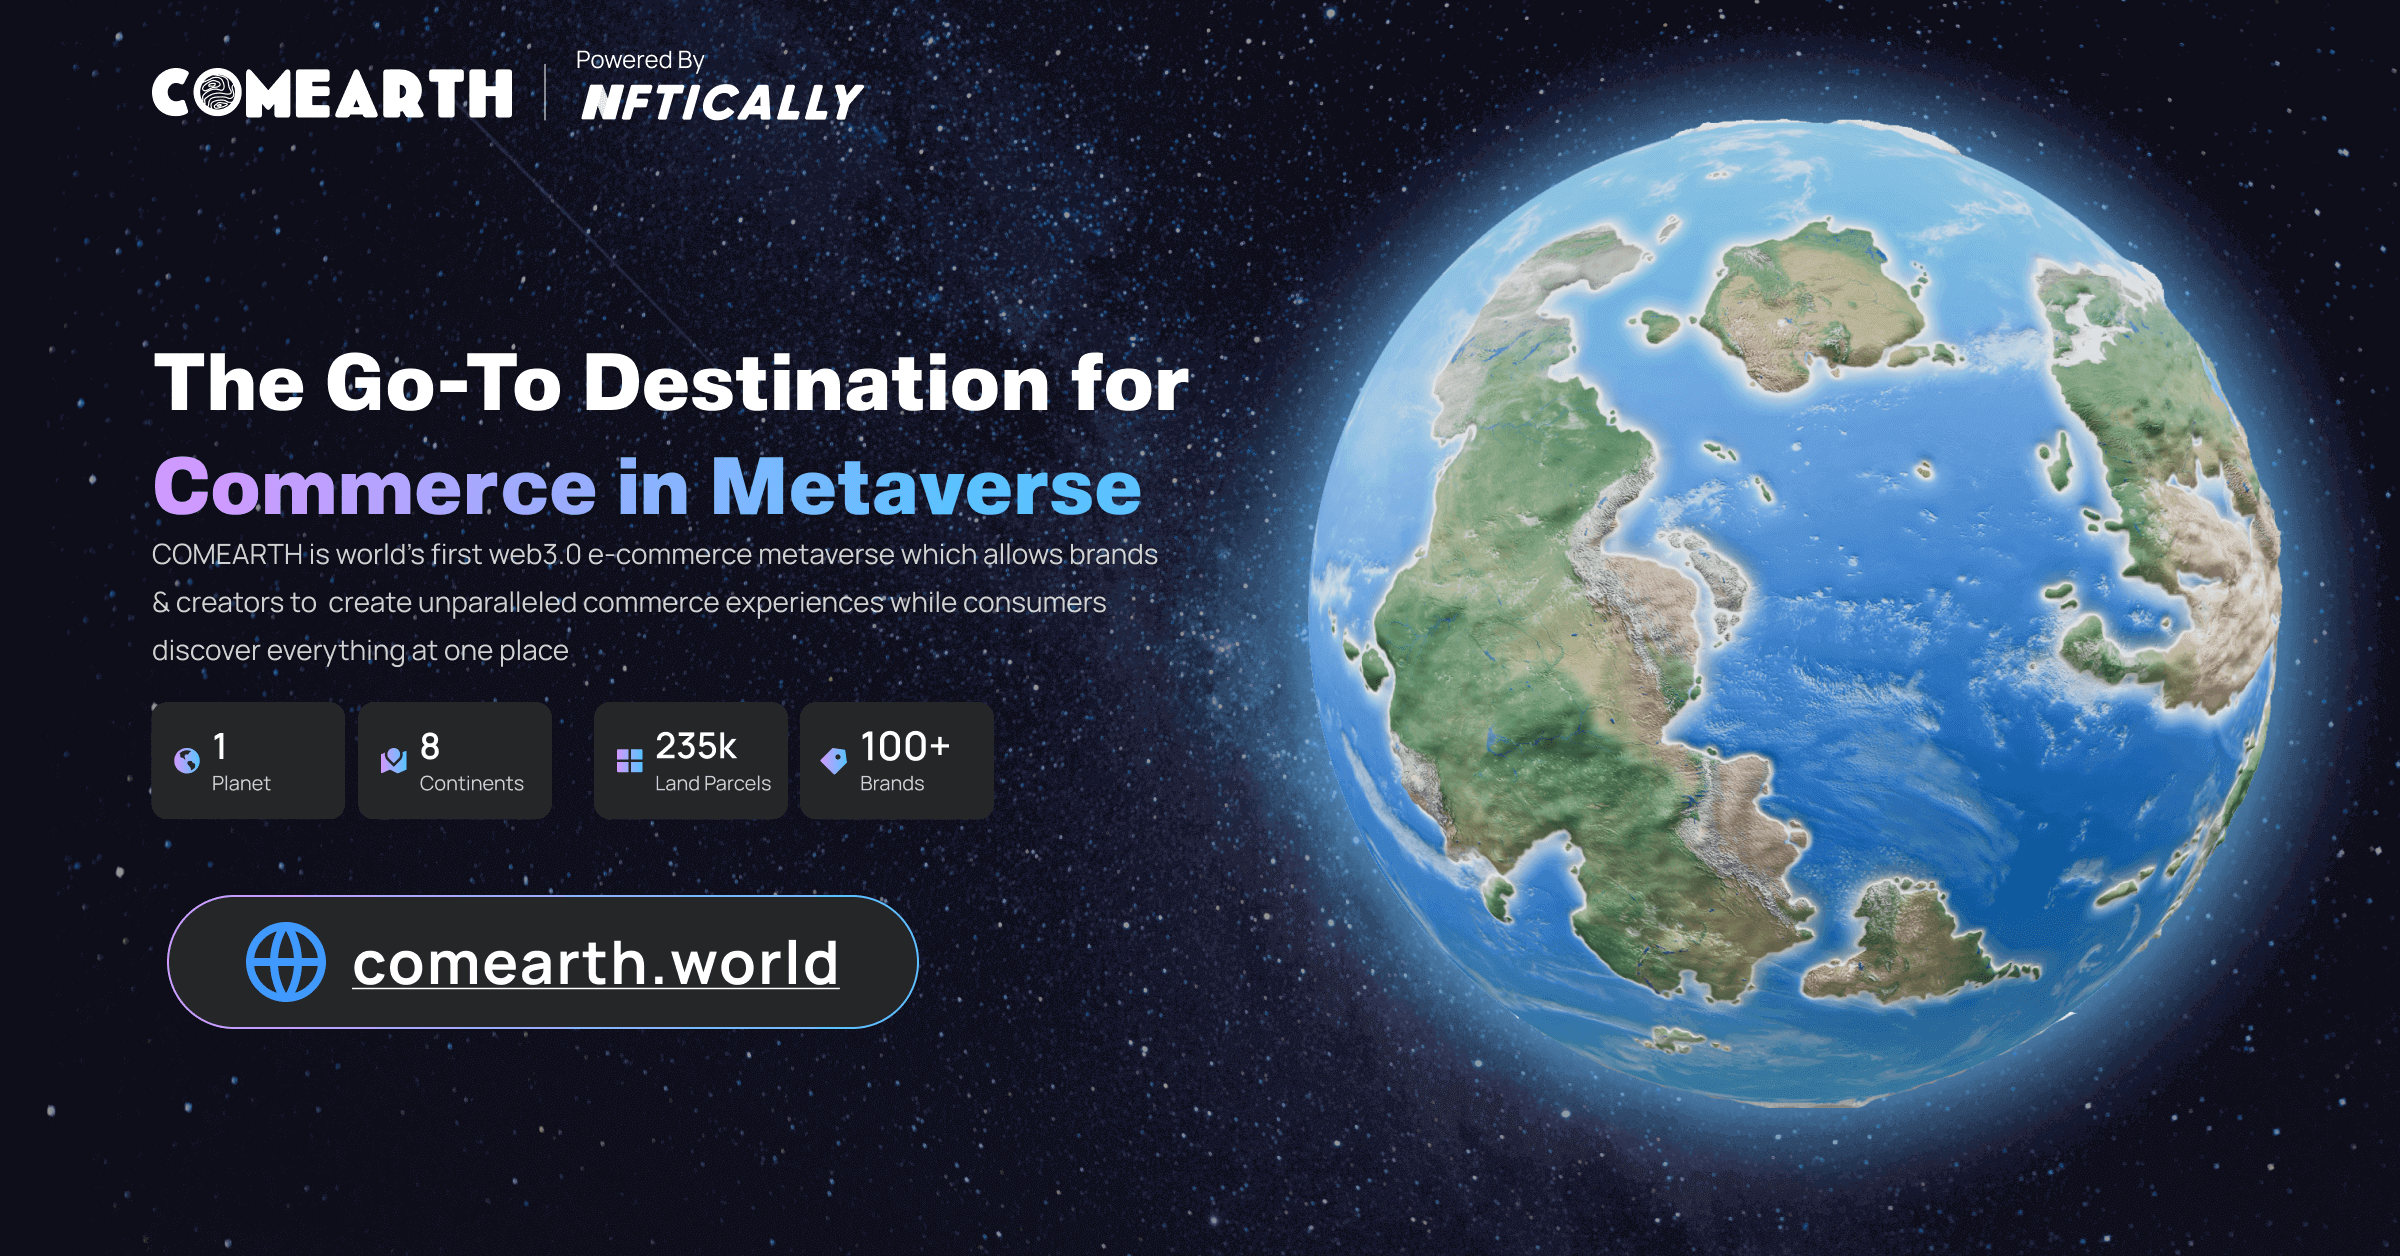 COMEARTH
Powered By
NFTICALLY
The Go-To Destination for
Commerce in Metaverse
COMEARTH is world's first web3.0 e-commerce metaverse which allows brands
& creators to  create unparalleled commerce experiences while consumers
discover everything at one place
1
Planet
8
Continents
235k
Land Parcels
100+
Brands
comearth.world